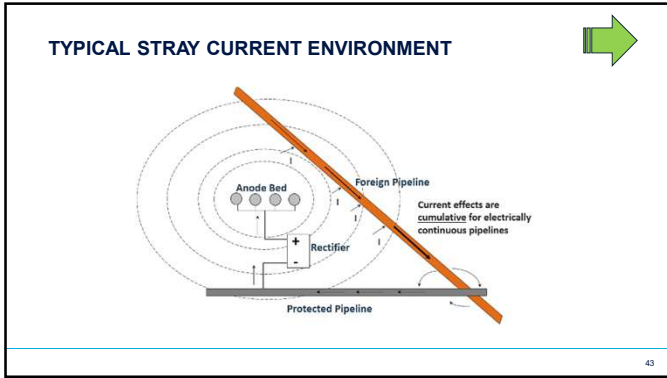 TYPICAL STRAY CURRENT ENVIRONMENT
I
Anode Bed
Foreign Pipeline
I
I
Current effects are
cumulative for electrically
continuous pipelines
I
+
Rectifier
-
Protected Pipeline
43